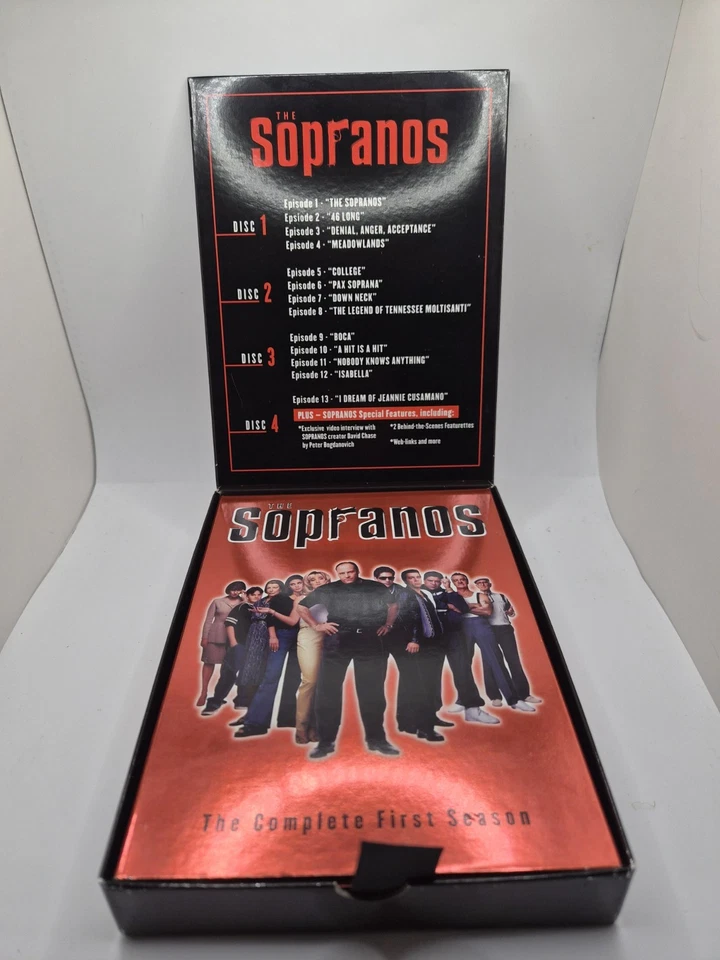 THE
Sopranos
DISC 1
Episode 1 - "THE SOPRANOS"
Episode 2 - "46 LONG"
Episode 3 - "DENIAL, ANGER, ACCEPTANCE"
Episode 4 - "MEADOWLANDS"
DISC 2
Episode 5 - "COLLEGE"
Episode 6 - "PAX SOPRANA"
Episode 7 - "DOWN NECK"
Episode 8 - "THE LEGEND OF TENNESSEE MOLTISANTI"
DISC 3
Episode 9 - "BOCA"
Episode 10 - "A HIT IS A HIT"
Episode 11 - "NOBODY KNOWS ANYTHING"
Episode 12 - "ISABELLA"
DISC 4
Episode 13 - "I DREAM OF JEANNIE CUSAMANO"
PLUS – SOPRANOS Special Features, including:
*Exclusive video interview with
SOPRANOS creator David Chase
by Peter Bogdanovich
*2 Behind-the-Scenes Featurettes
*Web-links and more
THE
Sopranos
The Complete First Season